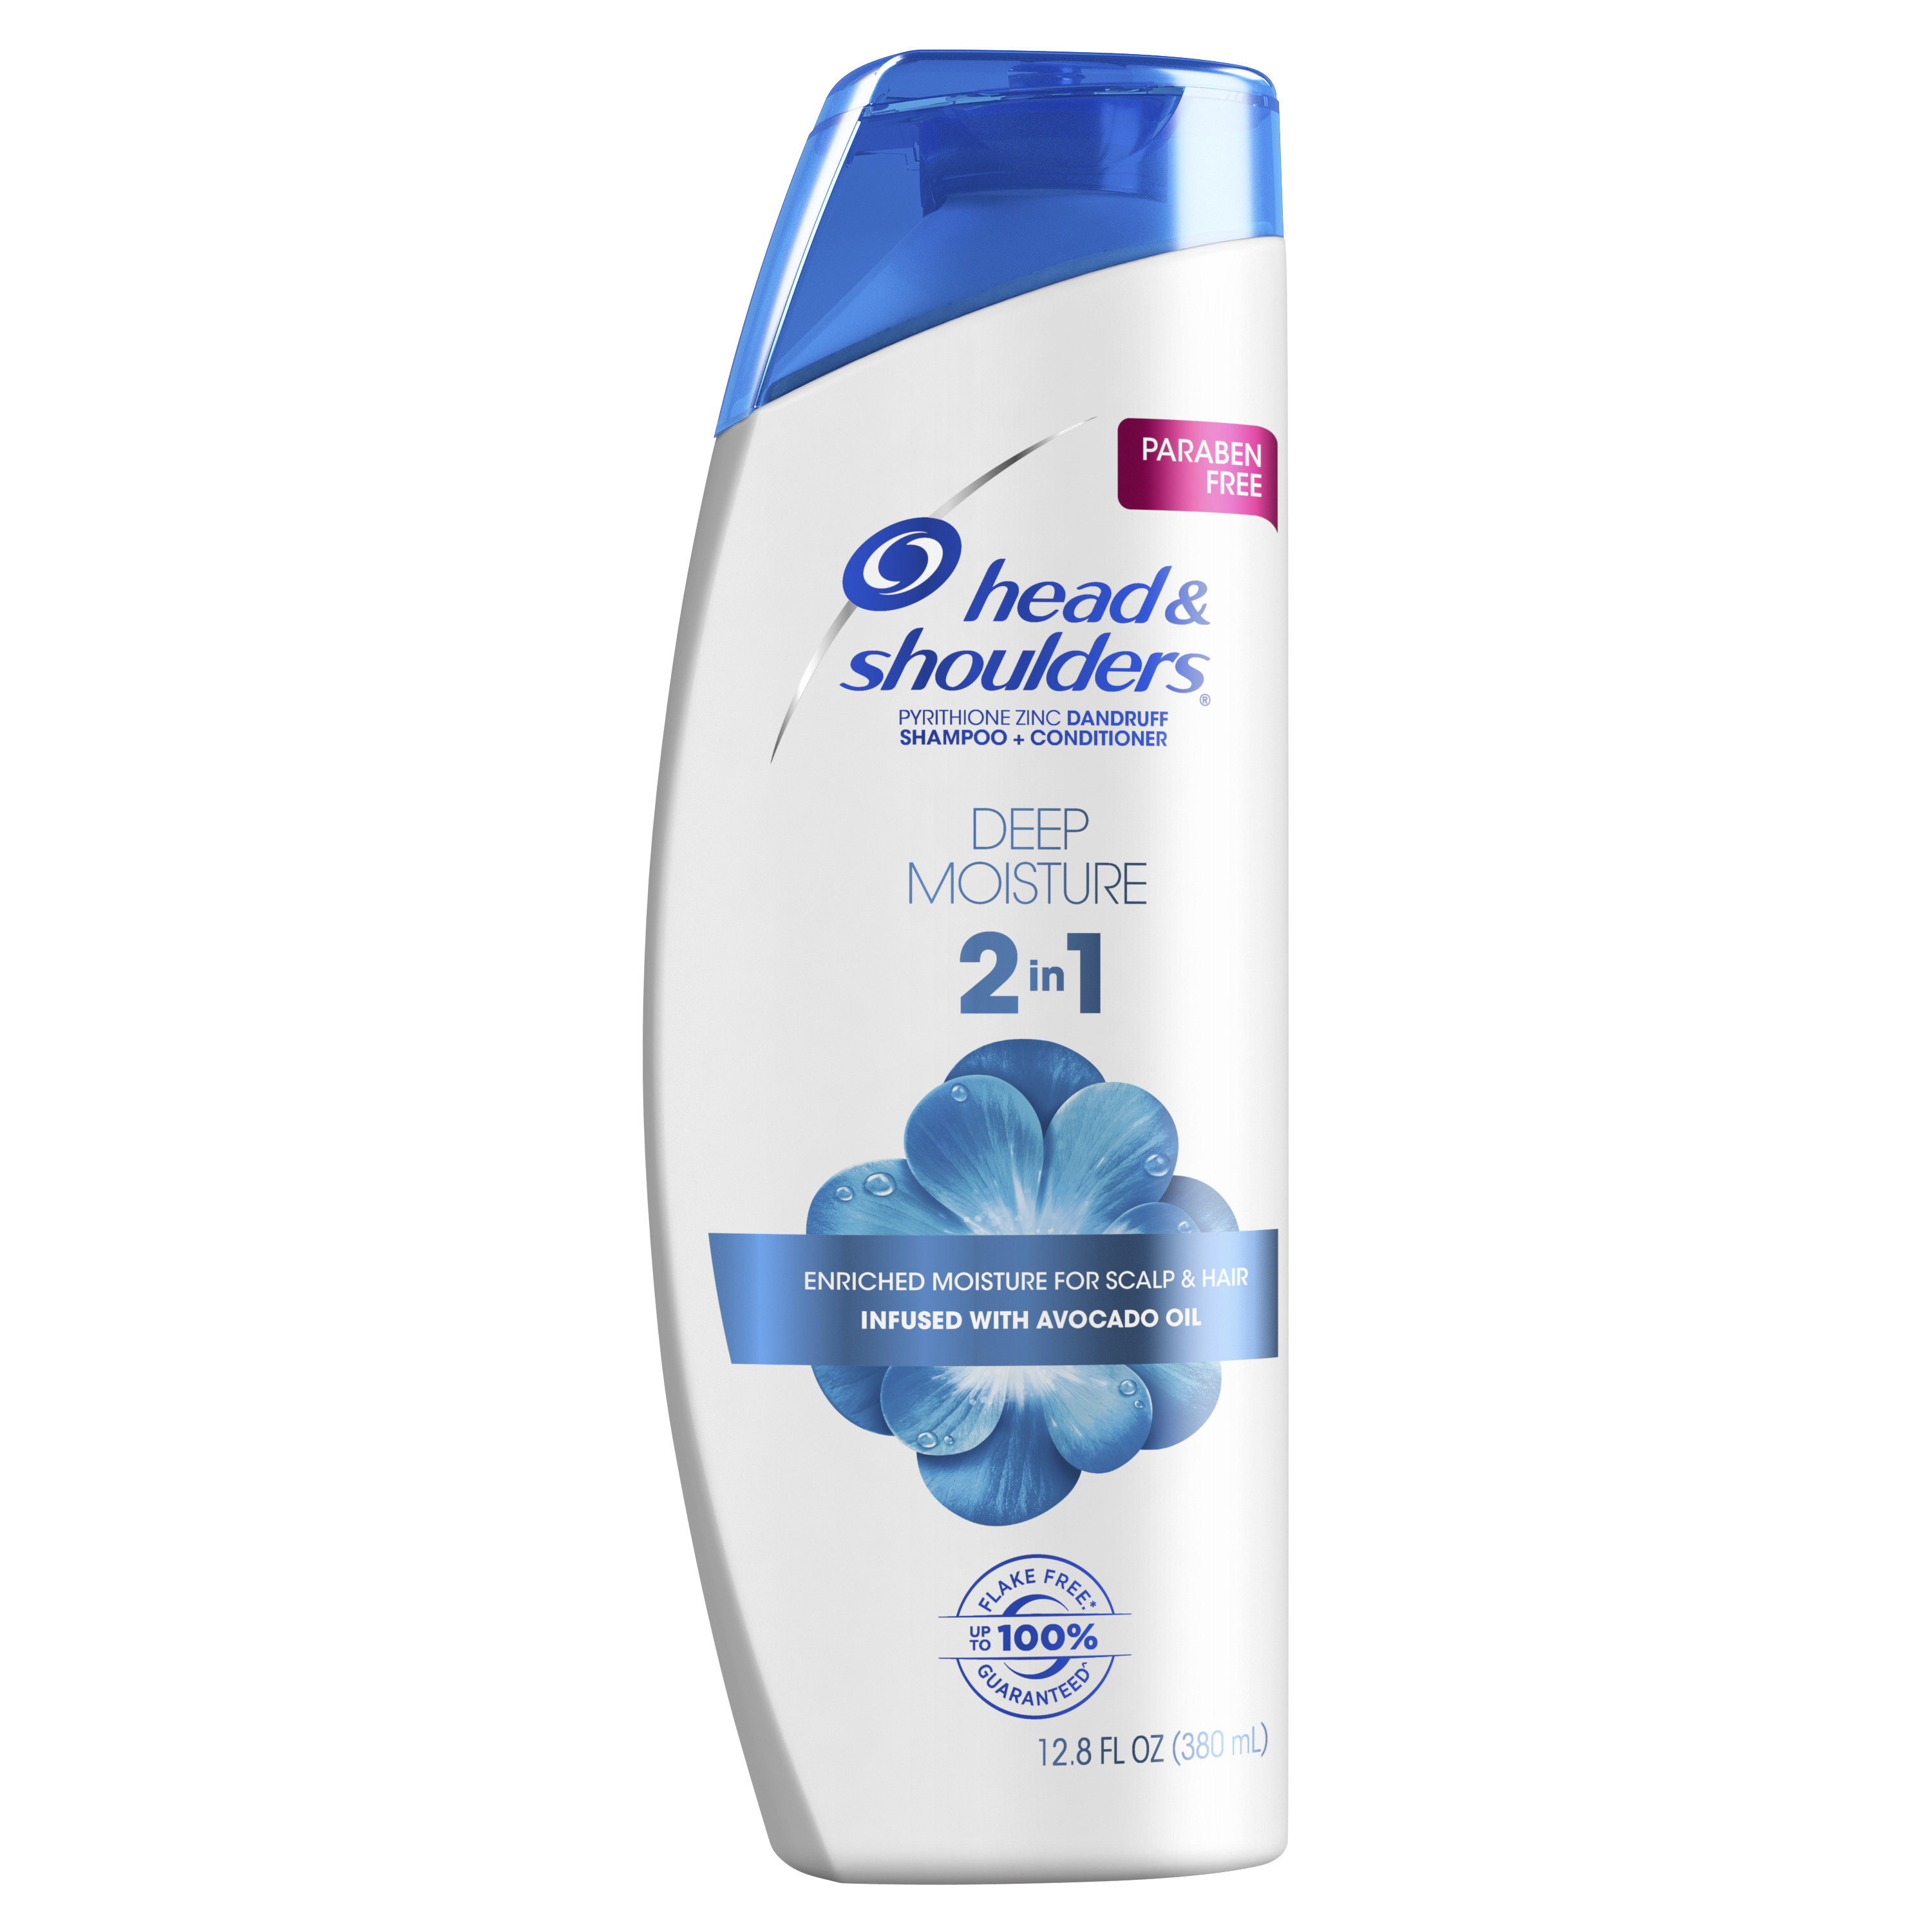 PARABEN
FREE
head &
shoulders®
PYRITHIONE ZINC DANDRUFF
SHAMPOO + CONDITIONER
DEEP
MOISTURE
2 in 1
ENRICHED MOISTURE FOR SCALP & HAIR
INFUSED WITH AVOCADO OIL
FLAKE FREE!*
UP TO 100%
GUARANTEED^
12.8 FL OZ (380 mL)